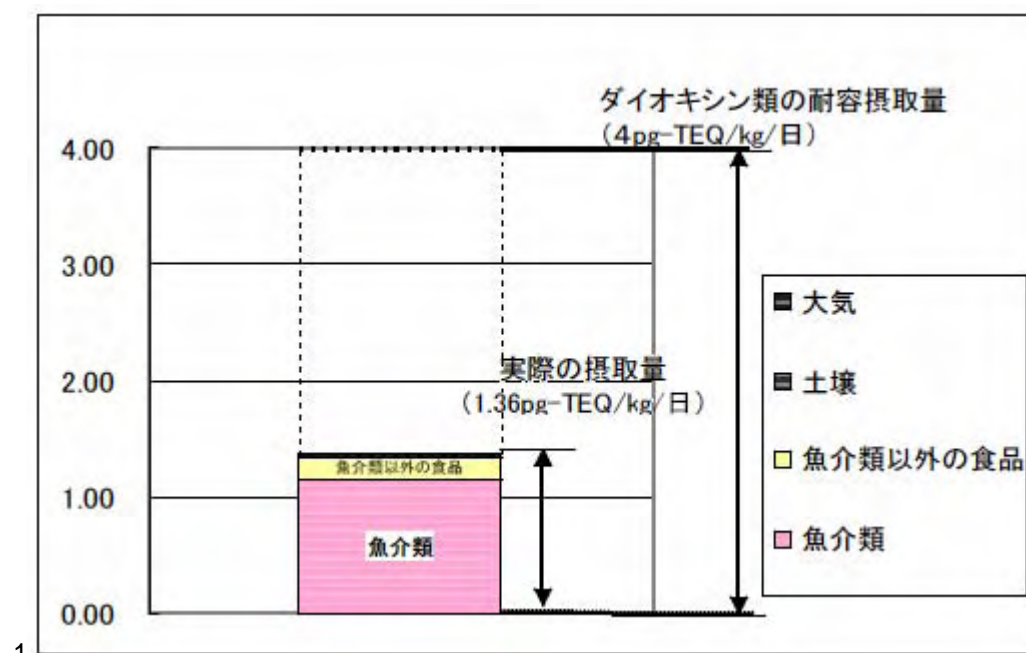 ダイオキシン類の耐容摂取量
（4pg-TEQ/kg/日）
4.00
3.00
2.00
1.00
0.00
実際の摂取量
（1.36pg-TEQ/kg/日）
魚介類以外の食品
魚介類
大気
土壌
魚介類以外の食品
魚介類
1